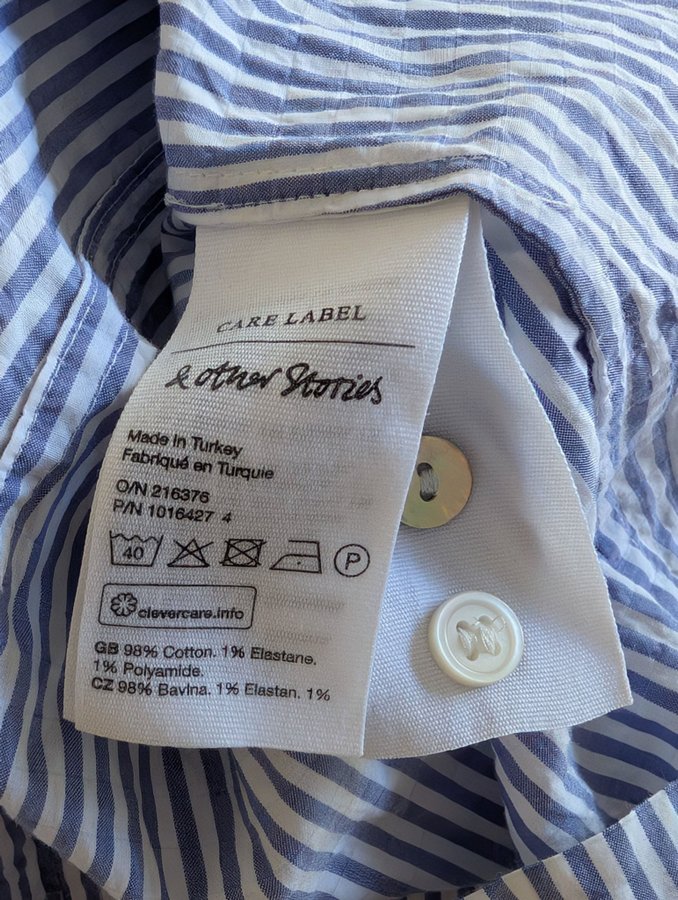 CARE LABEL
& other Stories
Made in Turkey
Fabriqué en Turquie
O/N 216376
P/N 1016427 4
40 P
clevercare.info
GB 98% Cotton. 1% Elastane.
1% Polyamide.
CZ 98% Bavlna. 1% Elastan. 1%